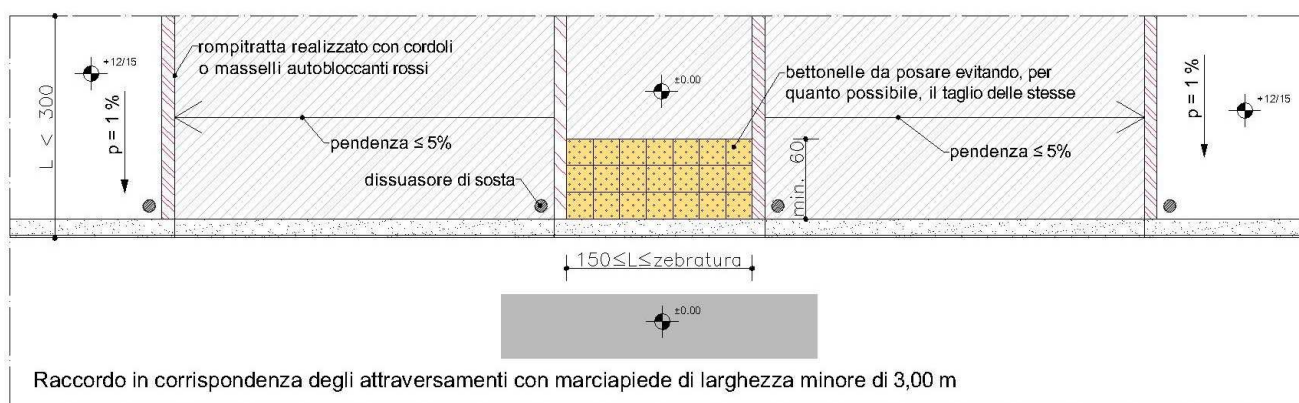 rompitratta realizzato con cordoli
o masselli autobloccanti rossi
+12/15
L < 300
p = 1 %
pendenza ≤ 5%
dissuasore di sosta
±0.00
bettonelle da posare evitando, per
quanto possibile, il taglio delle stesse
min. 60
pendenza ≤ 5%
p = 1 %
+12/15
150≤L≤zebratura
±0.00
Raccordo in corrispondenza degli attraversamenti con marciapiede di larghezza minore di 3,00 m